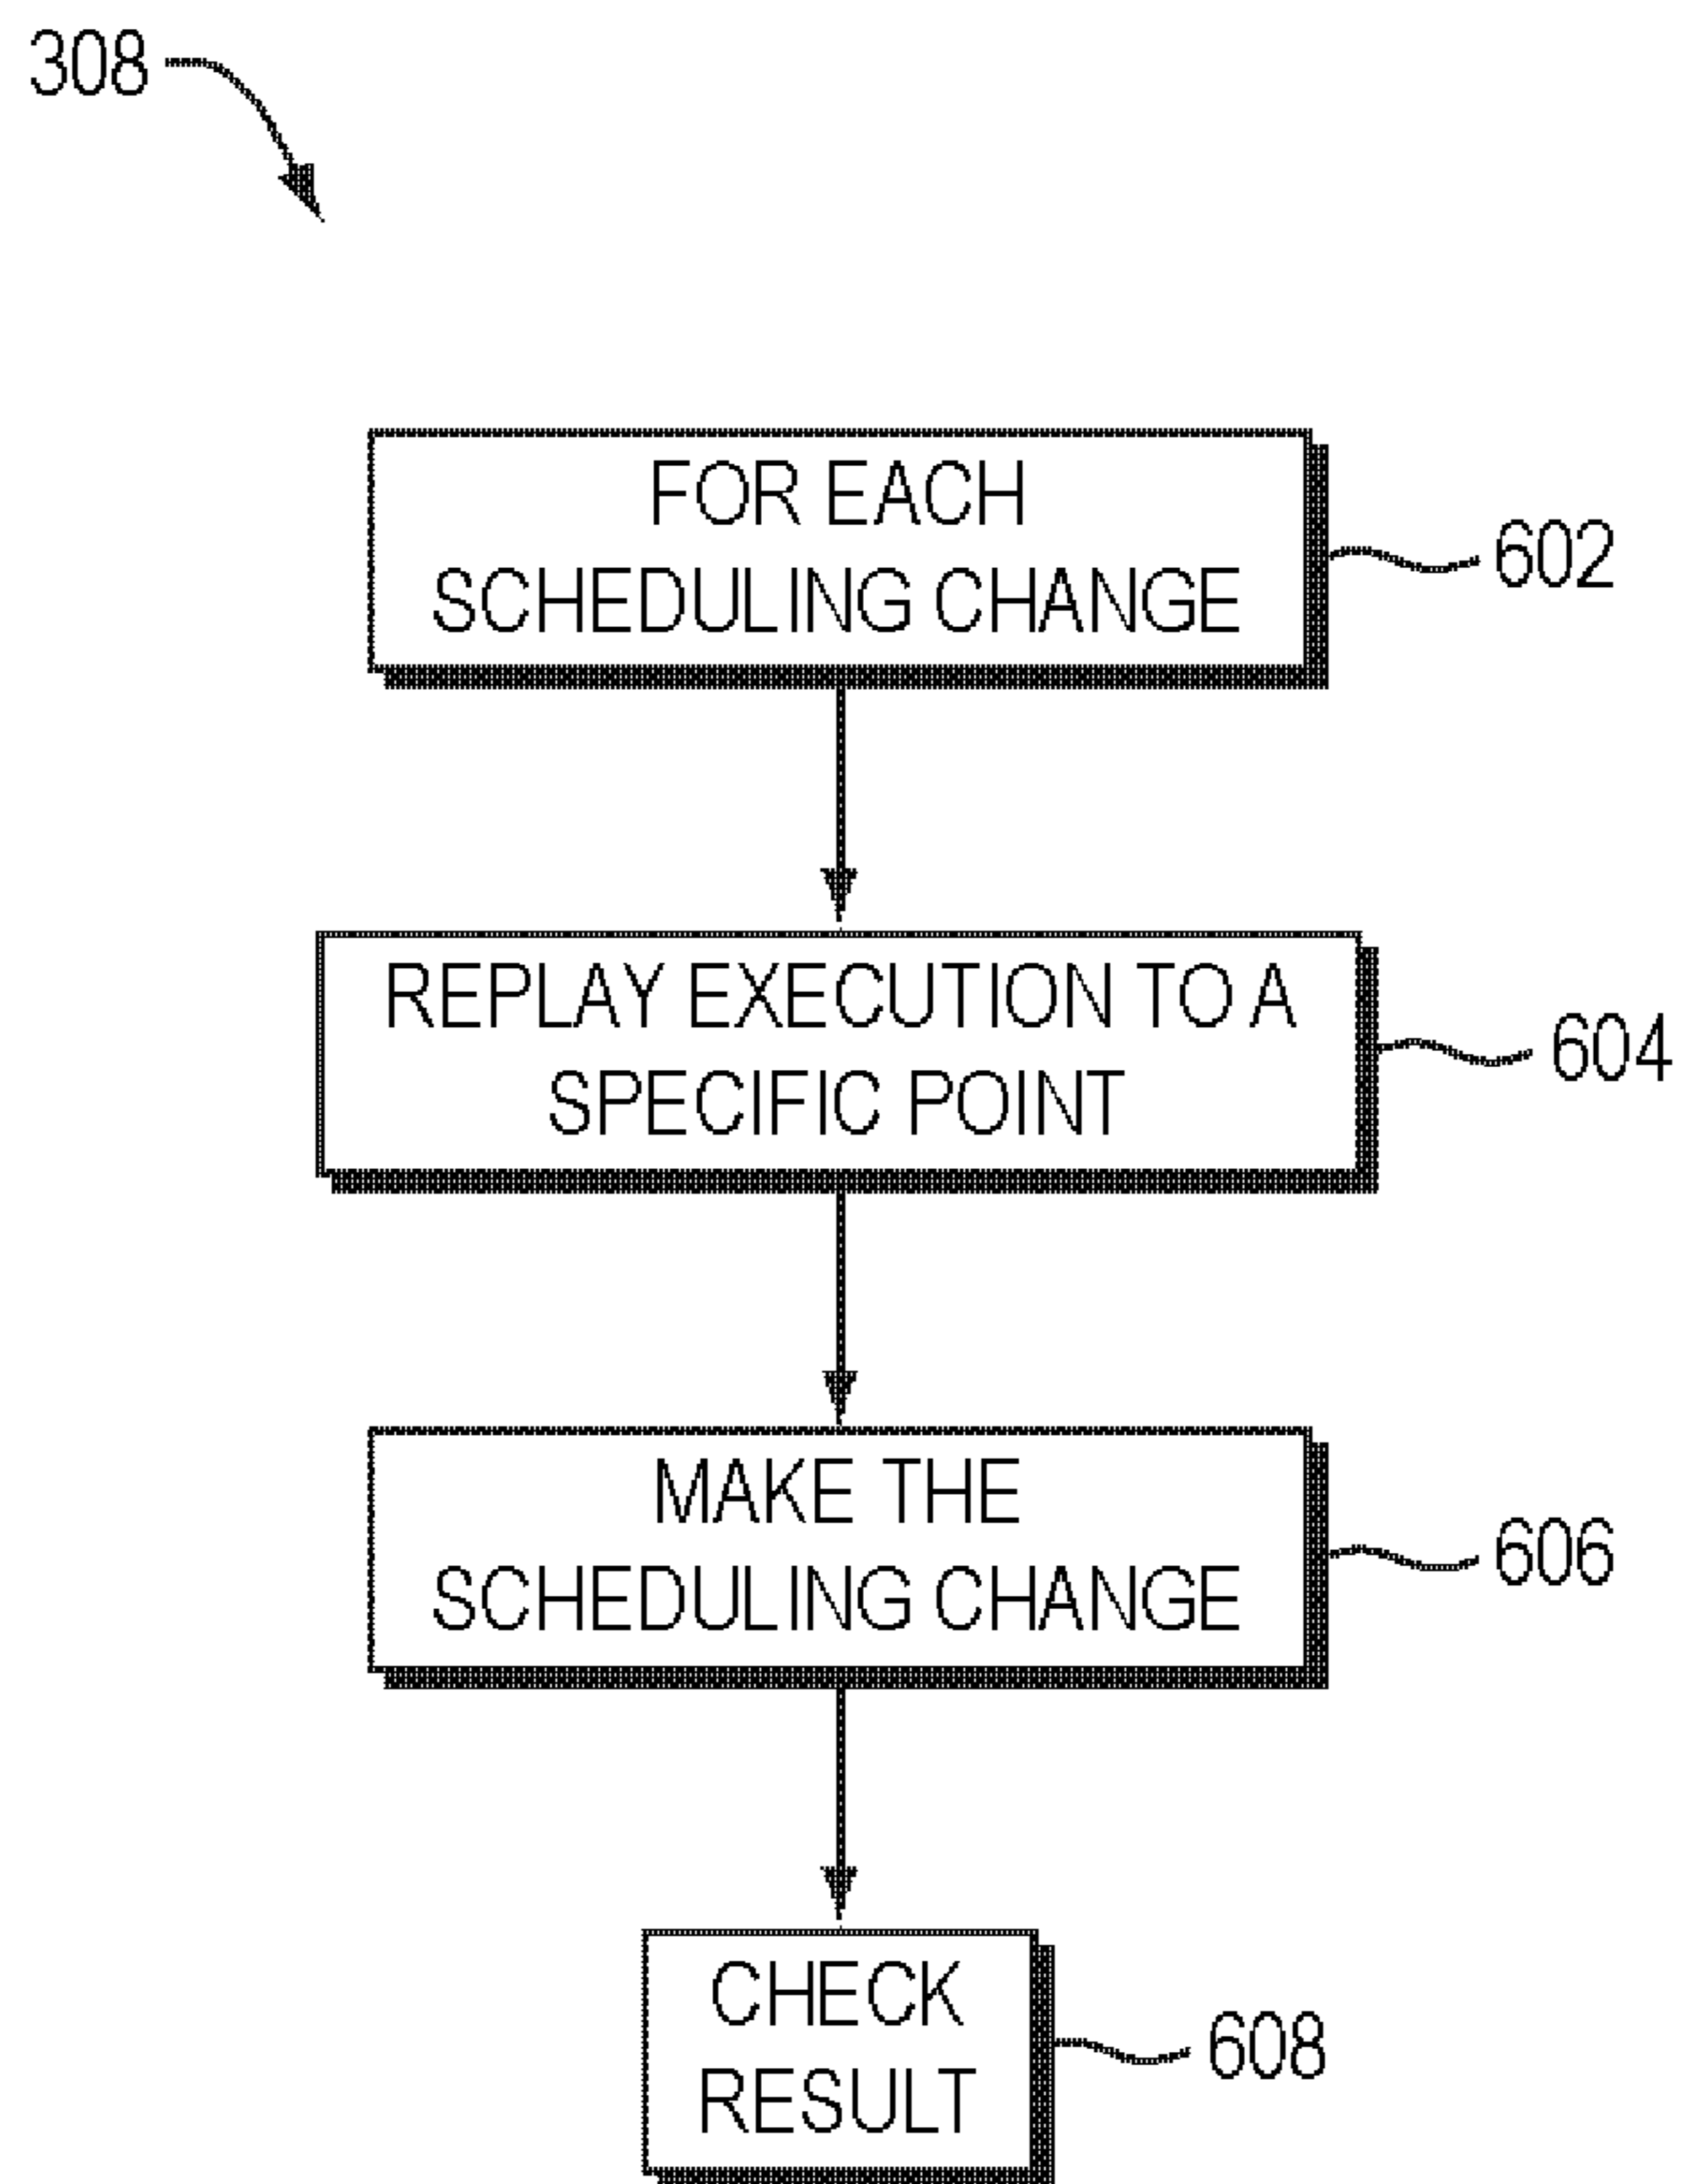 308
FOR EACH
SCHEDULING CHANGE
602
REPLAY EXECUTION TO A
SPECIFIC POINT
604
MAKE THE
SCHEDULING CHANGE
606
CHECK
RESULT
608